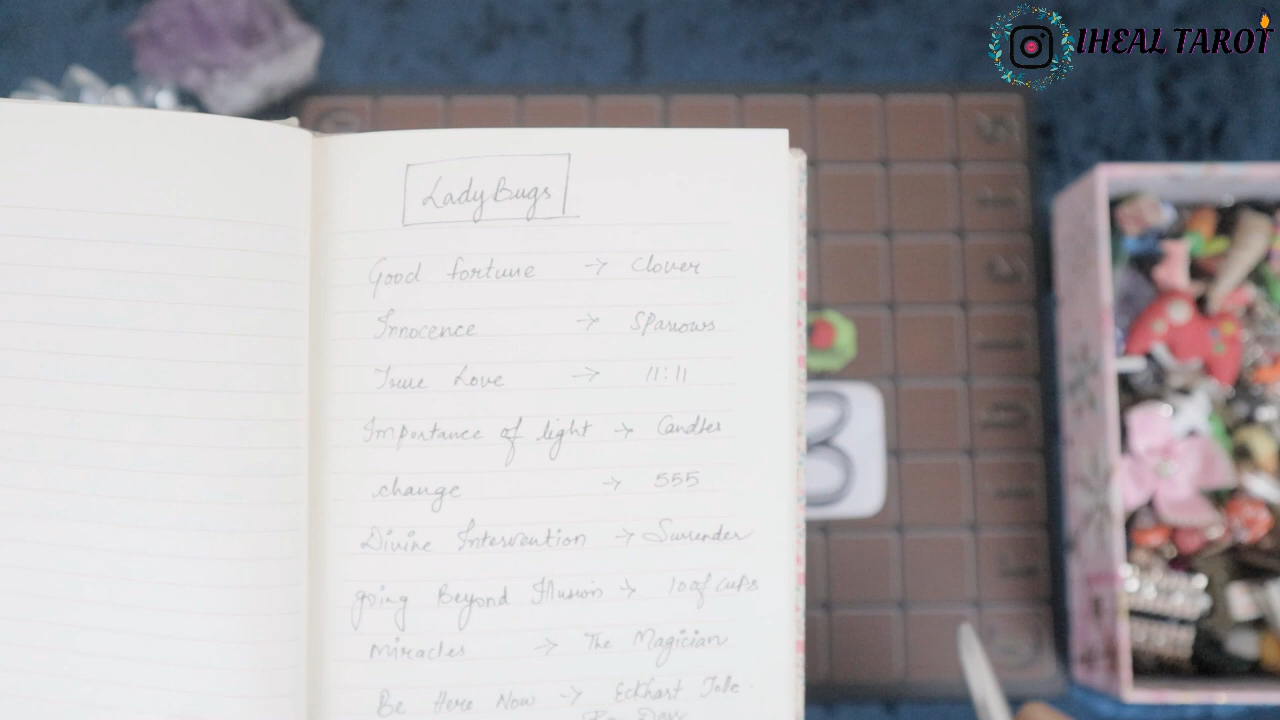 IHEAL TAROT
Lady Bugs
Good fortune → Clover
Innocence → Sparrows
True Love → 11:11
Importance of light → Candles
change → 555
Divine Intervention → Surrender
going Beyond Illusion → 10 of cups
Miracles → The Magician
Be Here Now → Eckhart Tolle
8